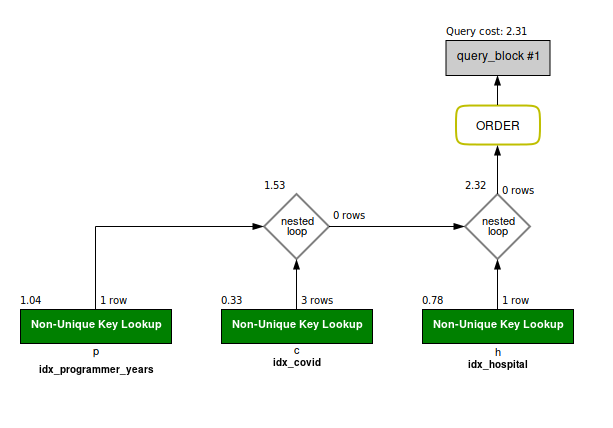 Query cost: 2.31
query_block #1
ORDER
1.53
2.32
0 rows
nested
loop
0 rows
nested
loop
1.04
1 row
0.33
3 rows
0.78
1 row
Non-Unique Key Lookup
Non-Unique Key Lookup
Non-Unique Key Lookup
p
c
h
idx_programmer_years
idx_covid
idx_hospital